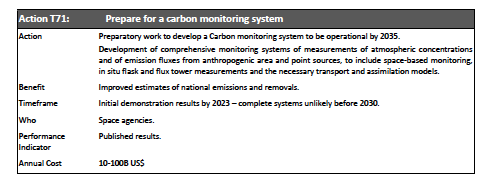 Action T71: Prepare for a carbon monitoring system
Action Preparatory work to develop a Carbon monitoring system to be operational by 2035.
Development of comprehensive monitoring systems of measurements of atmospheric concentrations
and of emission fluxes from anthropogenic area and point sources, to include space-based monitoring,
in situ flask and flux tower measurements and the necessary transport and assimilation models.
Benefit Improved estimates of national emissions and removals.
Timeframe Initial demonstration results by 2023 – complete systems unlikely before 2030.
Who Space agencies.
Performance Published results.
Indicator
Annual Cost 10-100B US$